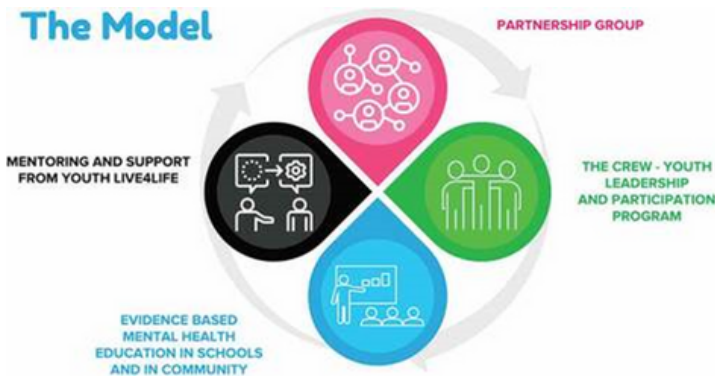 The Model
PARTNERSHIP GROUP
MENTORING AND SUPPORT
FROM YOUTH LIVE4LIFE
THE CREW - YOUTH
LEADERSHIP
AND PARTICIPATION
PROGRAM
EVIDENCE BASED
MENTAL HEALTH
EDUCATION IN SCHOOLS
AND IN COMMUNITY